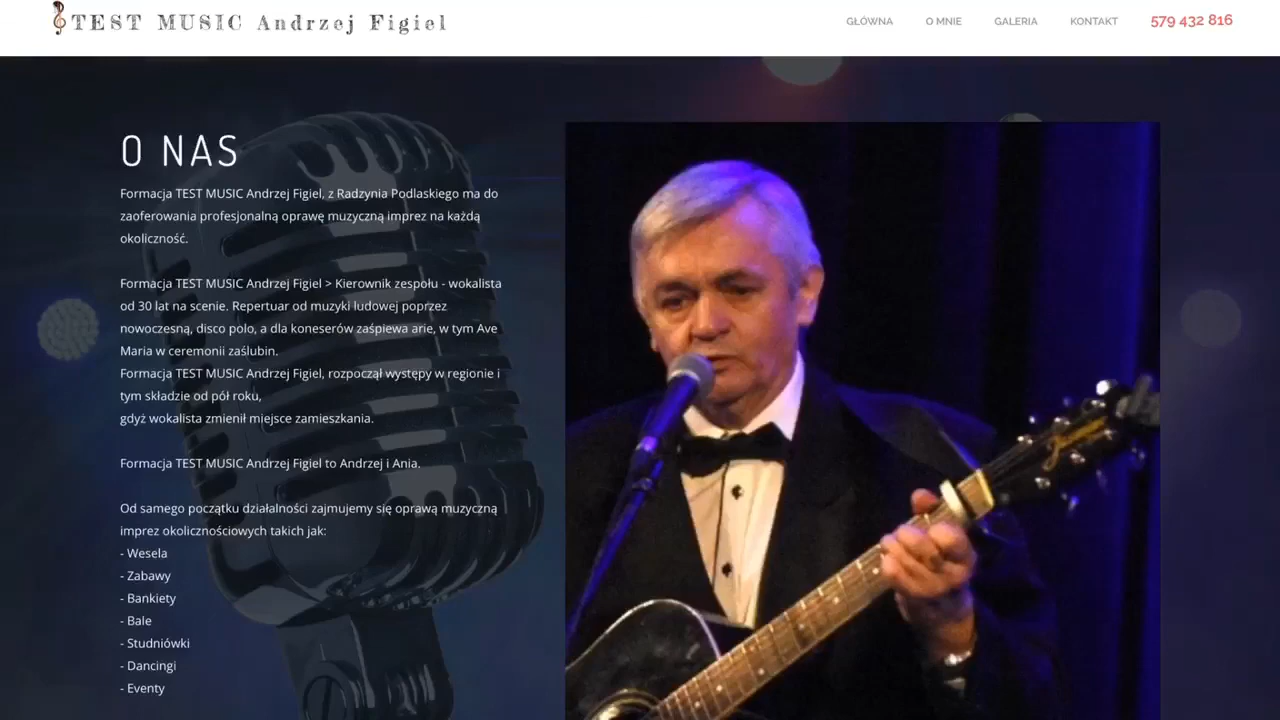 TEST MUSIC Andrzej Figiel
GŁÓWNA O MNIE GALERIA KONTAKT 579 432 816
O NAS
Formacja TEST MUSIC Andrzej Figiel, z Radzynia Podlaskiego ma do
zaoferowania profesjonalną oprawę muzyczną imprez na każdą
okoliczność.
Formacja TEST MUSIC Andrzej Figiel > Kierownik zespołu - wokalista
od 30 lat na scenie. Repertuar od muzyki ludowej poprzez
nowoczesną, disco polo, a dla koneserów zaśpiewa arie, w tym Ave
Maria w ceremonii zaślubin.
Formacja TEST MUSIC Andrzej Figiel, rozpoczął występy w regionie i
tym składzie od pół roku,
gdyż wokalista zmienił miejsce zamieszkania.
Formacja TEST MUSIC Andrzej Figiel to Andrzej i Ania.
Od samego początku działalności zajmujemy się oprawą muzyczną
imprez okolicznościowych takich jak:
- Wesela
- Zabawy
- Bankiety
- Bale
- Studniówki
- Dancingi
- Eventy